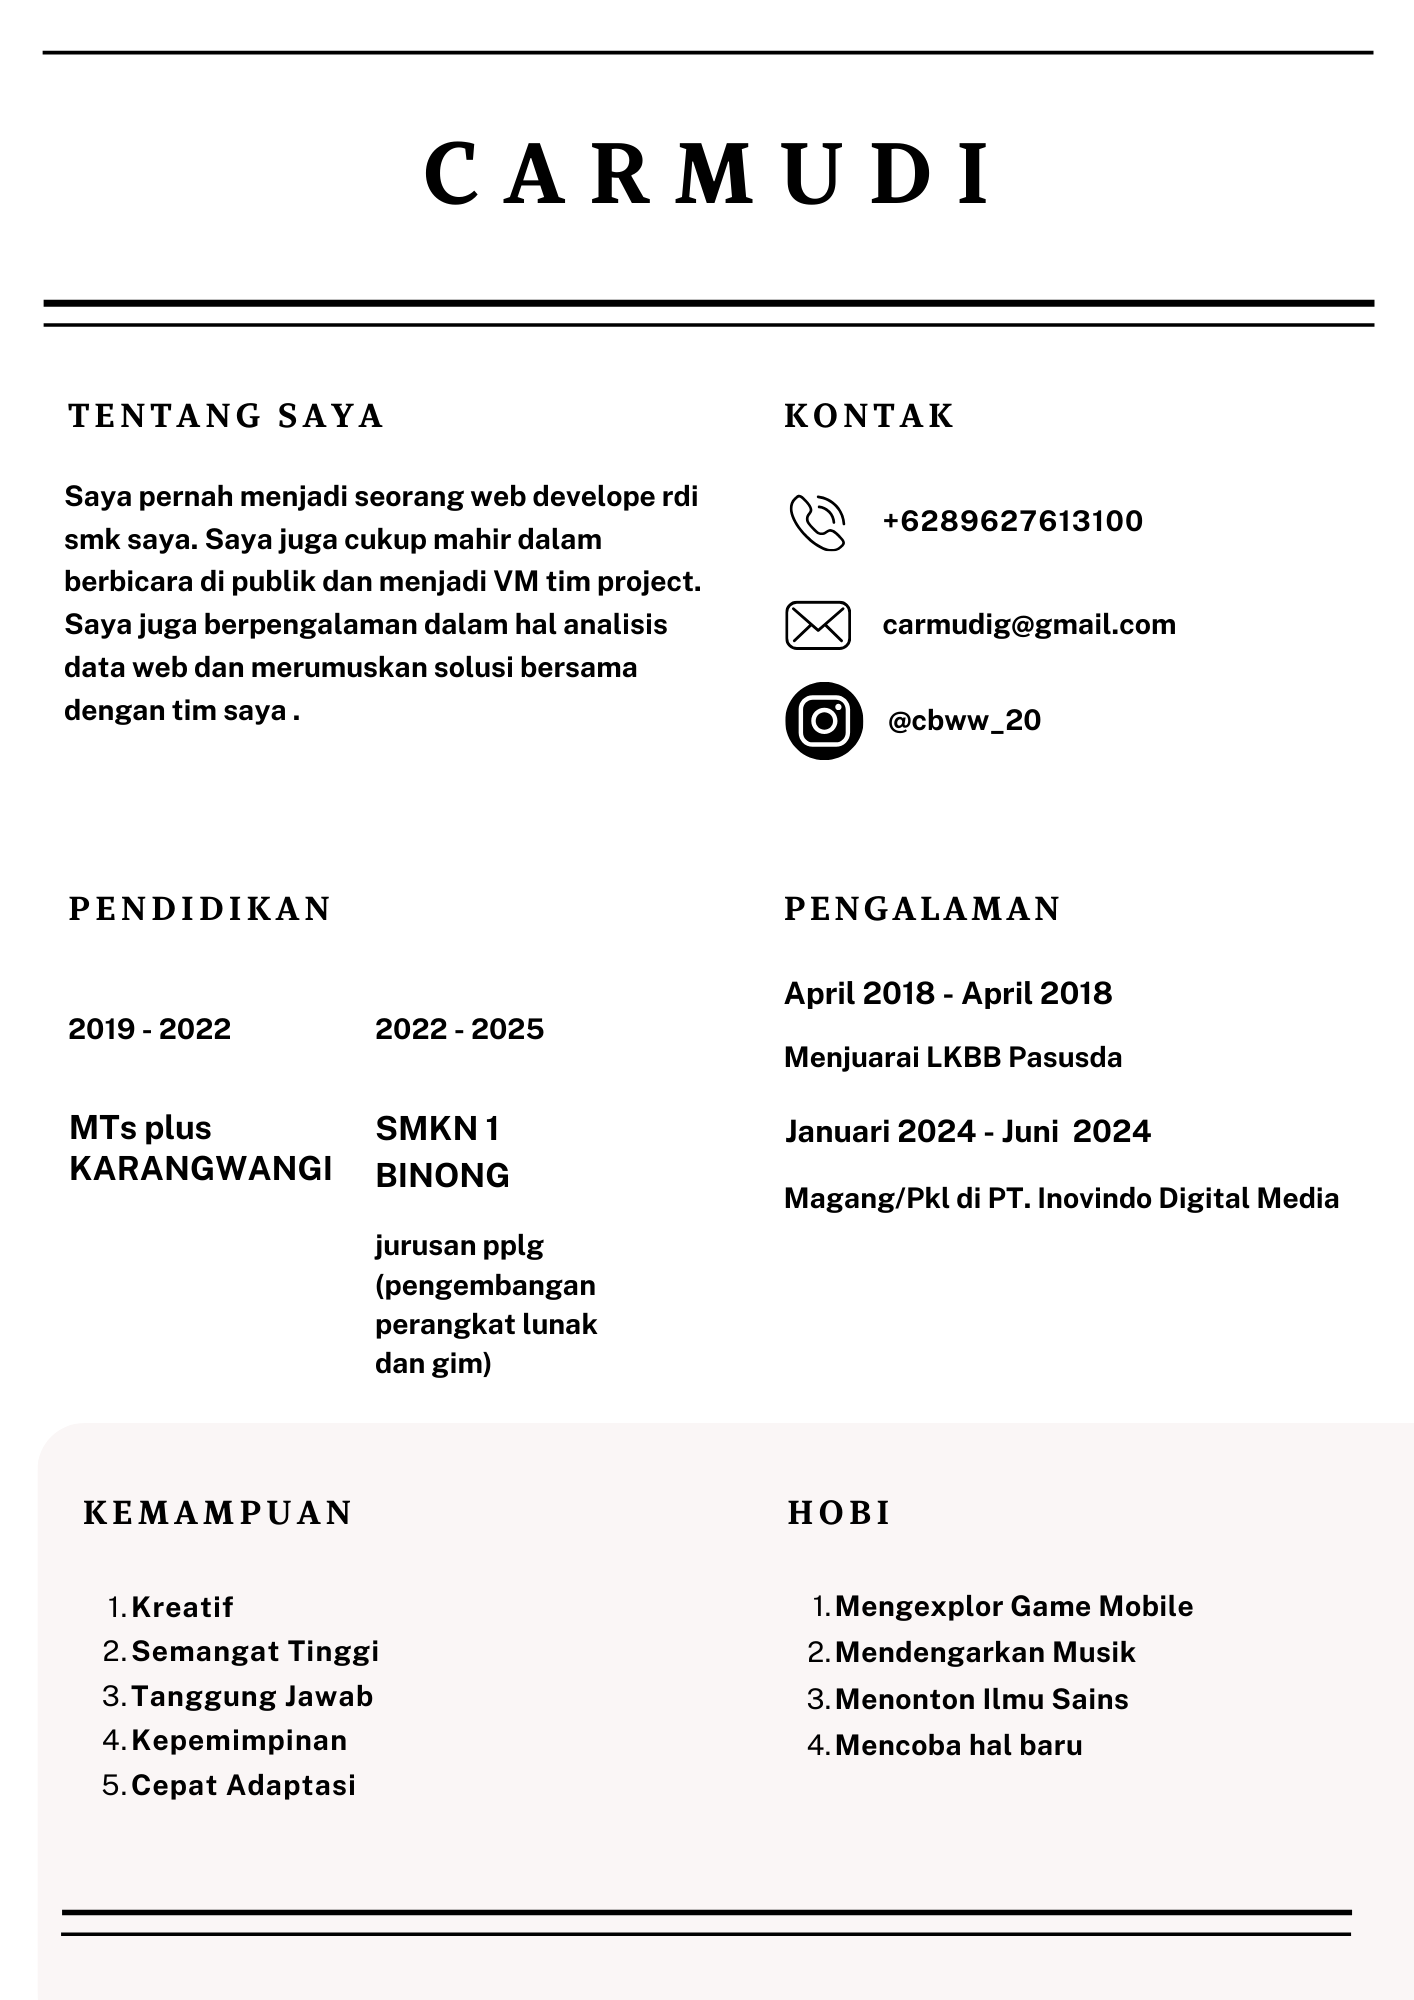 CARMUDI
TENTANG SAYA
Saya pernah menjadi seorang web develope rdi
smk saya. Saya juga cukup mahir dalam
berbicara di publik dan menjadi VM tim project.
Saya juga berpengalaman dalam hal analisis
data web dan merumuskan solusi bersama
dengan tim saya .
KONTAK
+6289627613100
carmudig@gmail.com
@cbww_20
PENDIDIKAN
2019 - 2022
MTs plus
KARANGWANGI
2022 - 2025
SMKN 1
BINONG
jurusan pplg
(pengembangan
perangkat lunak
dan gim)
PENGALAMAN
April 2018 - April 2018
Menjuarai LKBB Pasusda
Januari 2024 - Juni  2024
Magang/Pkl di PT. Inovindo Digital Media
KEMAMPUAN
1. Kreatif
2. Semangat Tinggi
3. Tanggung Jawab
4. Kepemimpinan
5. Cepat Adaptasi
HOBI
1. Mengexplor Game Mobile
2. Mendengarkan Musik
3. Menonton Ilmu Sains
4. Mencoba hal baru